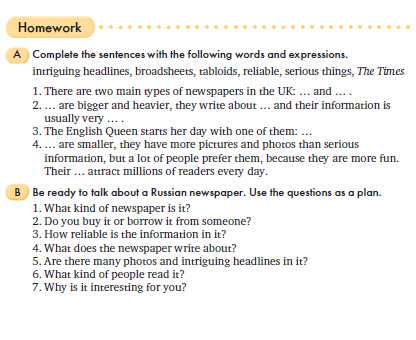 Homework
A Complete the sentences with the following words and expressions.
intriguing headlines, broadsheets, tabloids, reliable, serious things, The Times
1. There are two main types of newspapers in the UK: ... and ... .
2. ... are bigger and heavier, they write about ... and their information is
usually very ... .
3. The English Queen starts her day with one of them: ...
4. ... are smaller, they have more pictures and photos than serious
information, but a lot of people prefer them, because they are more fun.
Their ... attract millions of readers every day.
B Be ready to talk about a Russian newspaper. Use the questions as a plan.
1. What kind of newspaper is it?
2. Do you buy it or borrow it from someone?
3. How reliable is the information in it?
4. What does the newspaper write about?
5. Are there many photos and intriguing headlines in it?
6. What kind of people read it?
7. Why is it interesting for you?